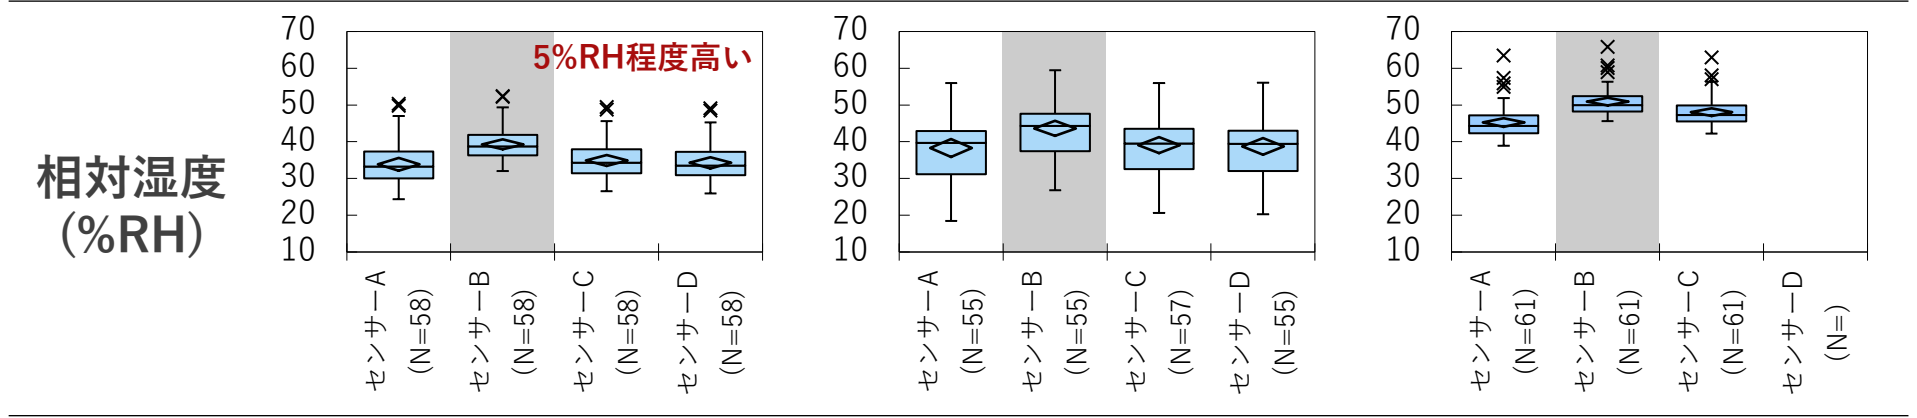 相対湿度
(%RH)
70
60
50
40
30
20
10
5%RH程度高い
センサーA
(N=58)
センサーB
(N=58)
センサーC
(N=58)
センサーD
(N=58)
70
60
50
40
30
20
10
センサーA
(N=55)
センサーB
(N=55)
センサーC
(N=57)
センサーD
(N=55)
70
60
50
40
30
20
10
センサーA
(N=61)
センサーB
(N=61)
センサーC
(N=61)
センサーD
(N=)